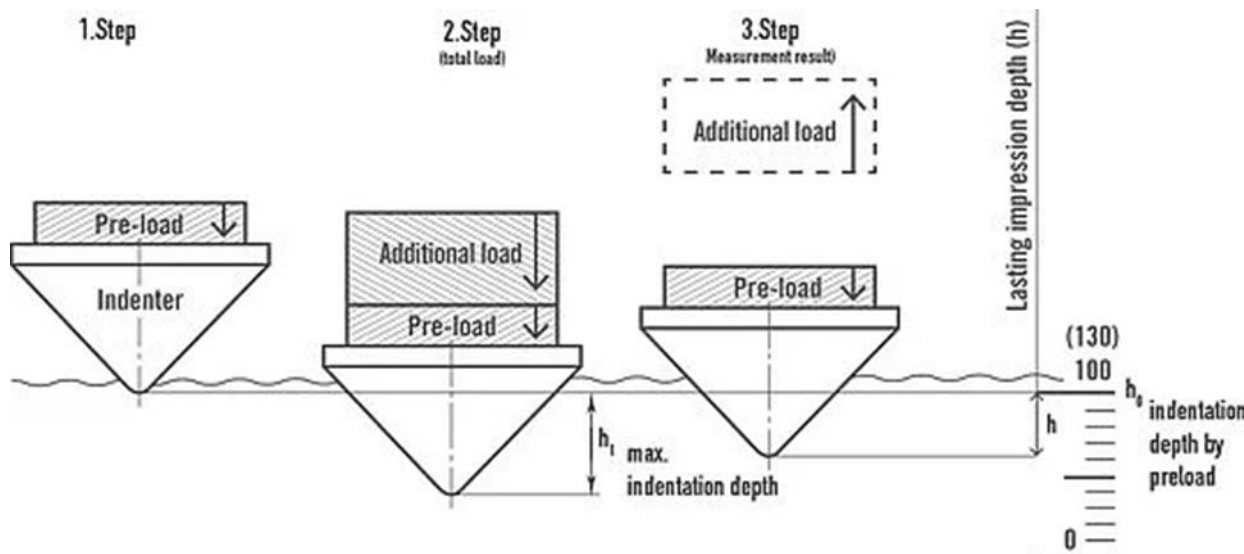 1.Step
Pre-load
Indenter
2.Step
(total load)
Additional load
Pre-load
h₁ max.
indentation depth
3.Step
Measurement result)
Additional load
Pre-load
Lasting impression depth (h)
h
(130)
100
0
h₀ indentation
depth by
preload